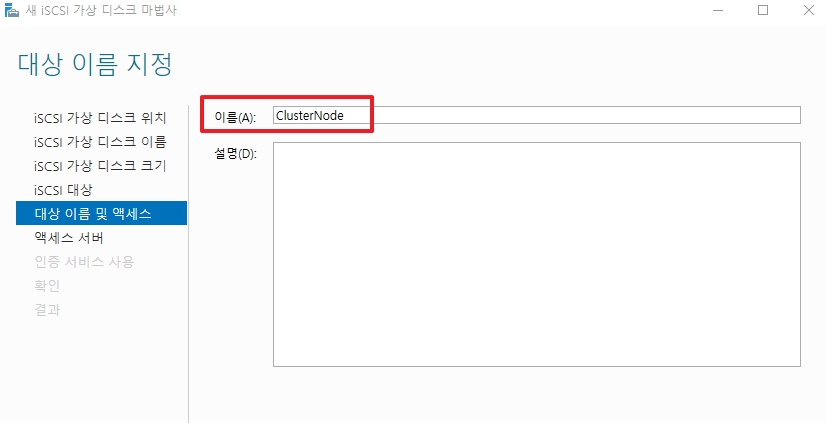 새 iSCSI 가상 디스크 마법사
대상 이름 지정
iSCSI 가상 디스크 위치
iSCSI 가상 디스크 이름
iSCSI 가상 디스크 크기
iSCSI 대상
대상 이름 및 액세스
액세스 서버
인증 서비스 사용
확인
결과
이름(A): ClusterNode
설명(D):